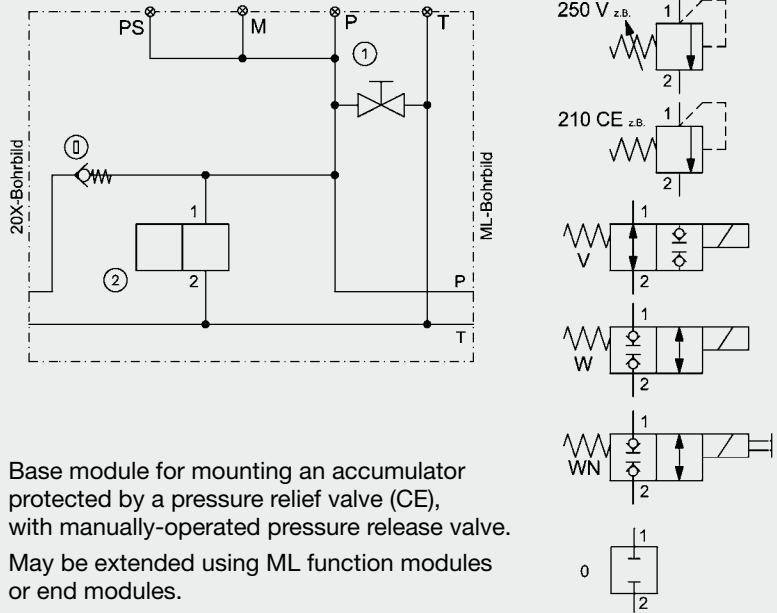 PS M P T
1
20X-Bohrbild
ML-Bohrbild
1
2
2
P
T
250 V z.B.
1
2
210 CE z.B.
1
2
1
V
2
1
W
2
1
WN
2
1
0
2
Base module for mounting an accumulator
protected by a pressure relief valve (CE),
with manually-operated pressure release valve.
May be extended using ML function modules
or end modules.